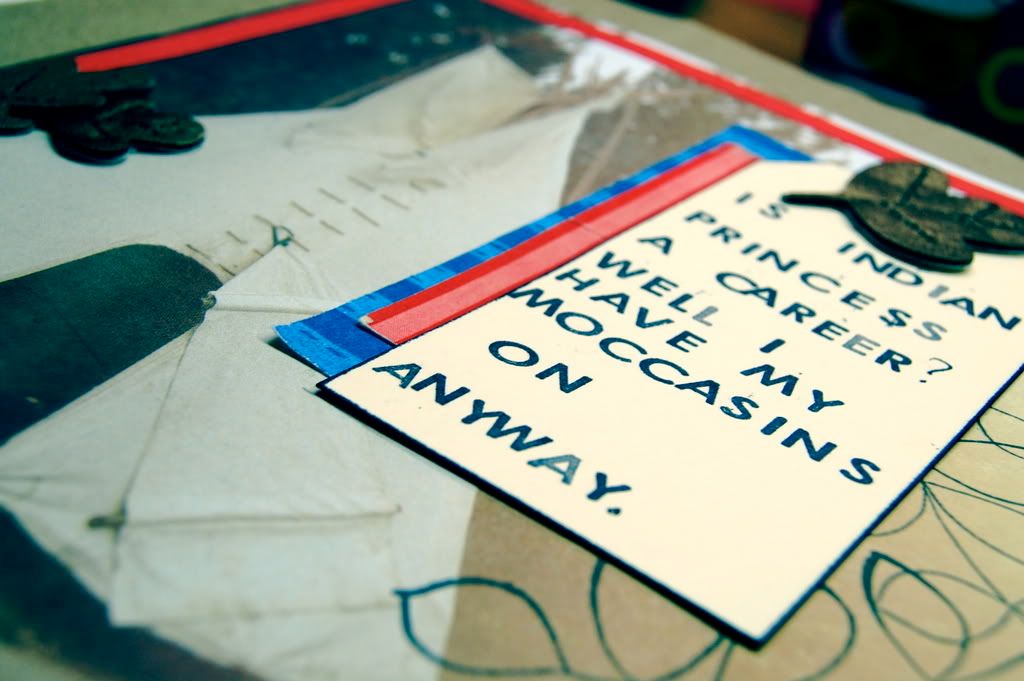 IS INDIAN
PRINCESS
A CAREER?
WELL I
HAVE MY
MOCCASINS
ON
ANYWAY.